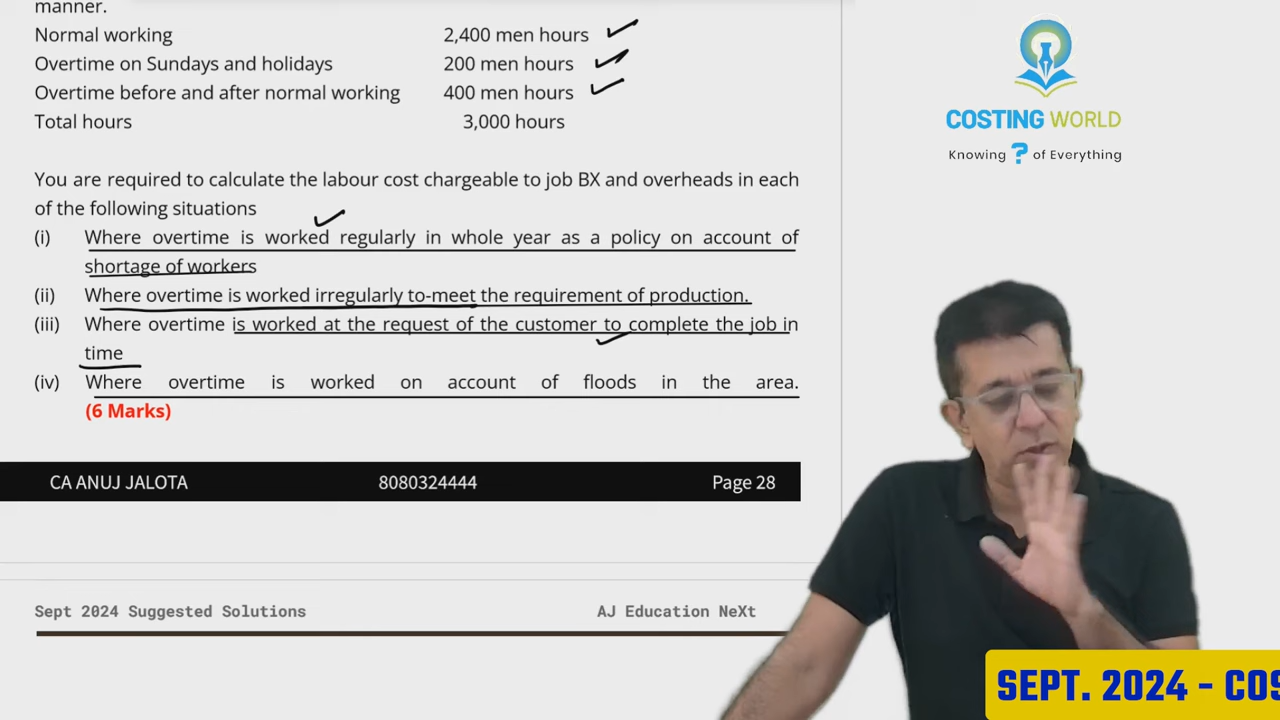 manner.
Normal working 2,400 men hours
Overtime on Sundays and holidays 200 men hours
Overtime before and after normal working 400 men hours
Total hours 3,000 hours
You are required to calculate the labour cost chargeable to job BX and overheads in each
of the following situations
(i) Where overtime is worked regularly in whole year as a policy on account of
shortage of workers
(ii) Where overtime is worked irregularly to-meet the requirement of production.
(iii) Where overtime is worked at the request of the customer to complete the job in
time
(iv) Where overtime is worked on account of floods in the area.
(6 Marks)
CA ANUJ JALOTA 8080324444 Page 28
Sept 2024 Suggested Solutions AJ Education NeXt
COSTING WORLD
Knowing ? of Everything
SEPT. 2024 - COS